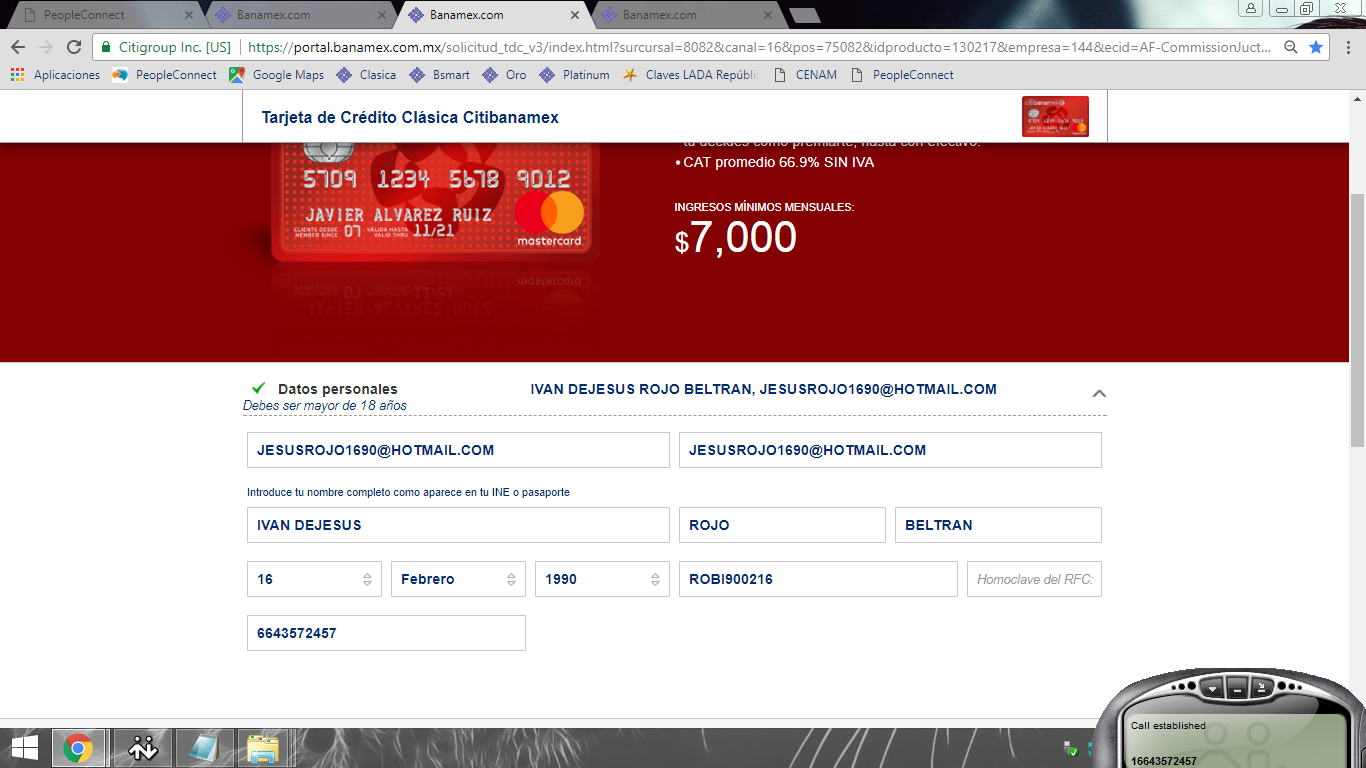 PeopleConnect
Banamex.com
Banamex.com
Banamex.com
Citigroup Inc. [US]
https://portal.banamex.com.mx/solicitud_tdc_v3/index.html?surcursal=8082&canal=16&pos=75082&idproducto=130217&empresa=144&ecid=AF-CommissionJuct...
Aplicaciones
PeopleConnect
Google Maps
Clasica
Bsmart
Oro
Platinum
Claves LADA Repúbli
CENAM
PeopleConnect
Tarjeta de Crédito Clásica Citibanamex
tú decides cómo premiarte, hasta con efectivo.
• CAT promedio 66.9% SIN IVA
5709 1234 5678 9012
JAVIER ALVAREZ RUIZ
CLIENTE DESDE
MEMBER SINCE 07
VÁLIDA HASTA
VALID THRU 11/21
mastercard
INGRESOS MÍNIMOS MENSUALES:
$7,000
Datos personales
IVAN DEJESUS ROJO BELTRAN, JESUSROJO1690@HOTMAIL.COM
Debes ser mayor de 18 años
JESUSROJO1690@HOTMAIL.COM
JESUSROJO1690@HOTMAIL.COM
Introduce tu nombre completo como aparece en tu INE o pasaporte
IVAN DEJESUS
ROJO
BELTRAN
16
Febrero
1990
ROBI900216
Homoclave del RFC:
6643572457
Call established
16643572457